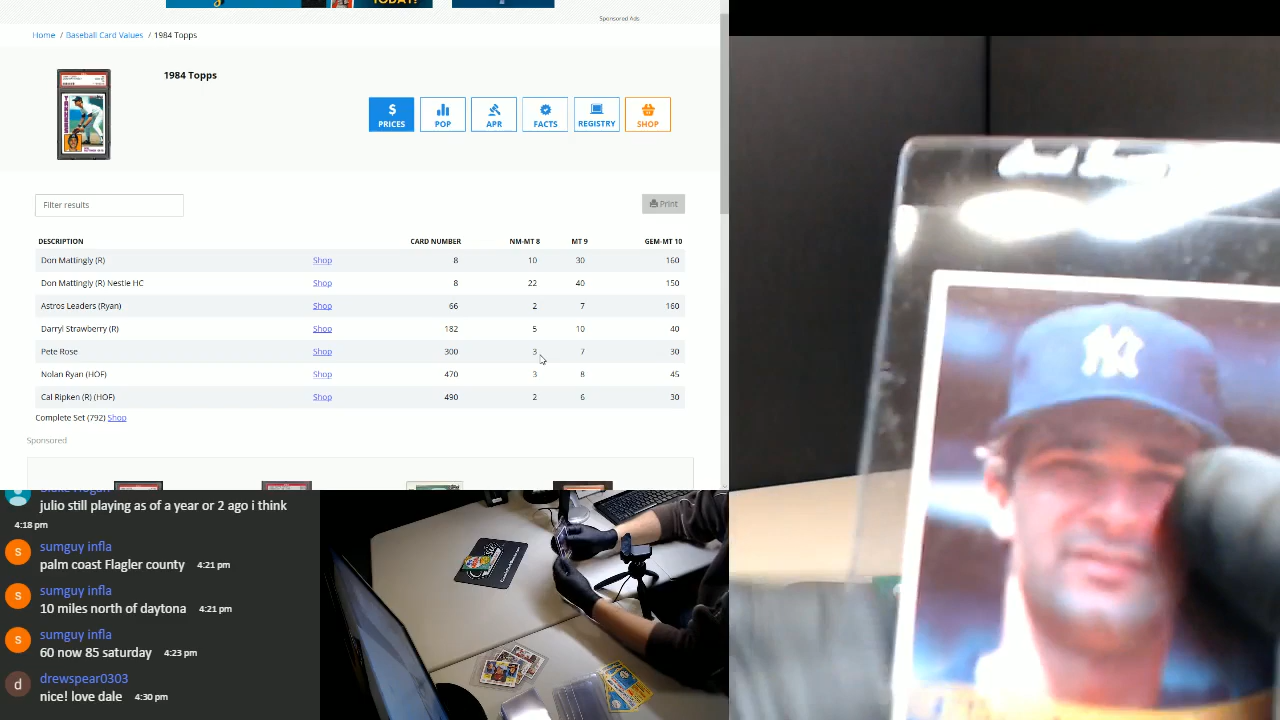 TODAY!
Sponsored Ads
Home / Baseball Card Values / 1984 Topps
1984 Topps
$ PRICES
POP
APR
FACTS
REGISTRY
SHOP
Filter results
Print
DESCRIPTION CARD NUMBER NM-MT 8 MT 9 GEM-MT 10
Don Mattingly (R) Shop 8 10 30 160
Don Mattingly (R) Nestle HC Shop 8 22 40 150
Astros Leaders (Ryan) Shop 66 2 7 160
Darryl Strawberry (R) Shop 182 5 10 40
Pete Rose Shop 300 3 7 30
Nolan Ryan (HOF) Shop 470 3 8 45
Cal Ripken (R) (HOF) Shop 490 2 6 30
Complete Set (792) Shop
Sponsored
julio still playing as of a year or 2 ago i think
4:18 pm
S sumguy infla
palm coast Flagler county 4:21 pm
S sumguy infla
10 miles north of daytona 4:21 pm
S sumguy infla
60 now 85 saturday 4:23 pm
d drewspear0303
nice! love dale 4:30 pm
NY